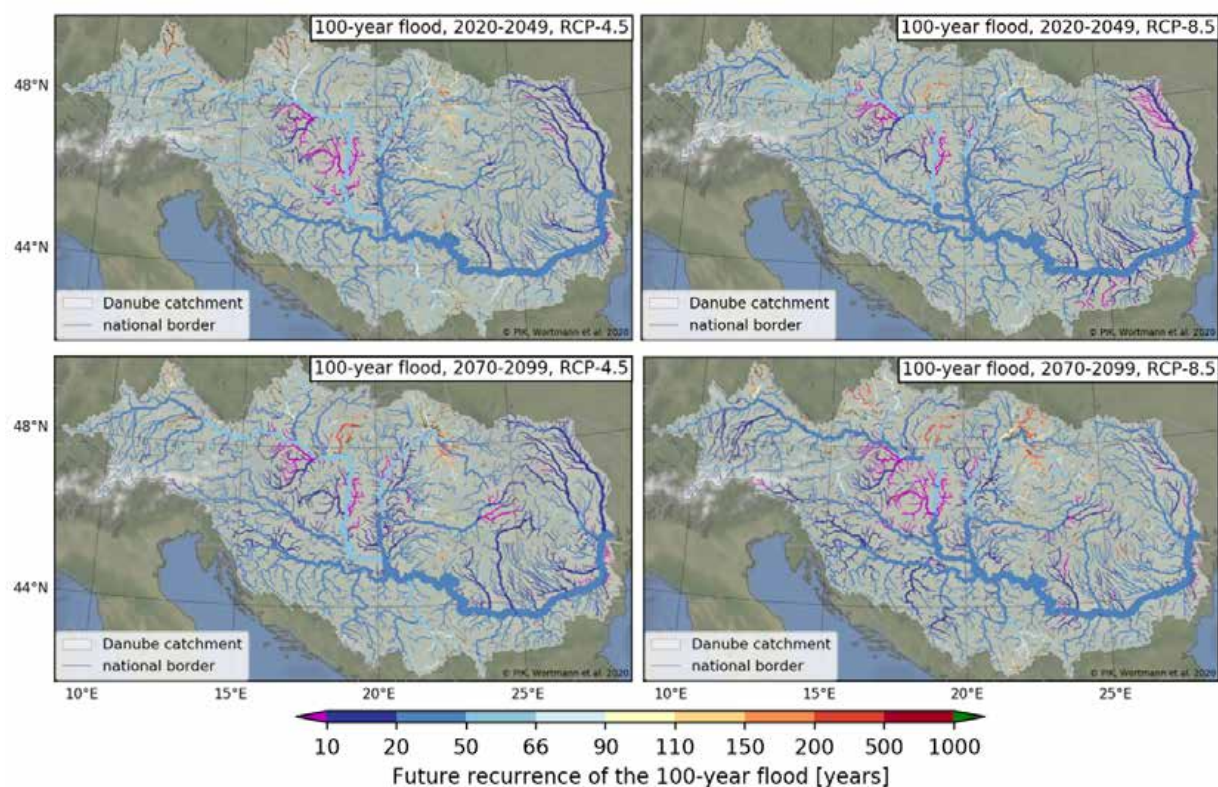 100-year flood, 2020-2049, RCP-4.5
100-year flood, 2020-2049, RCP-8.5
48°N
44°N
Danube catchment
national border
© PIK, Wortmann et al. 2020
Danube catchment
national border
© PIK, Wortmann et al. 2020
100-year flood, 2070-2099, RCP-4.5
100-year flood, 2070-2099, RCP-8.5
48°N
44°N
Danube catchment
national border
© PIK, Wortmann et al. 2020
Danube catchment
national border
© PIK, Wortmann et al. 2020
10°E 15°E 20°E 25°E 10°E 15°E 20°E 25°E
10 20 50 66 90 110 150 200 500 1000
Future recurrence of the 100-year flood [years]